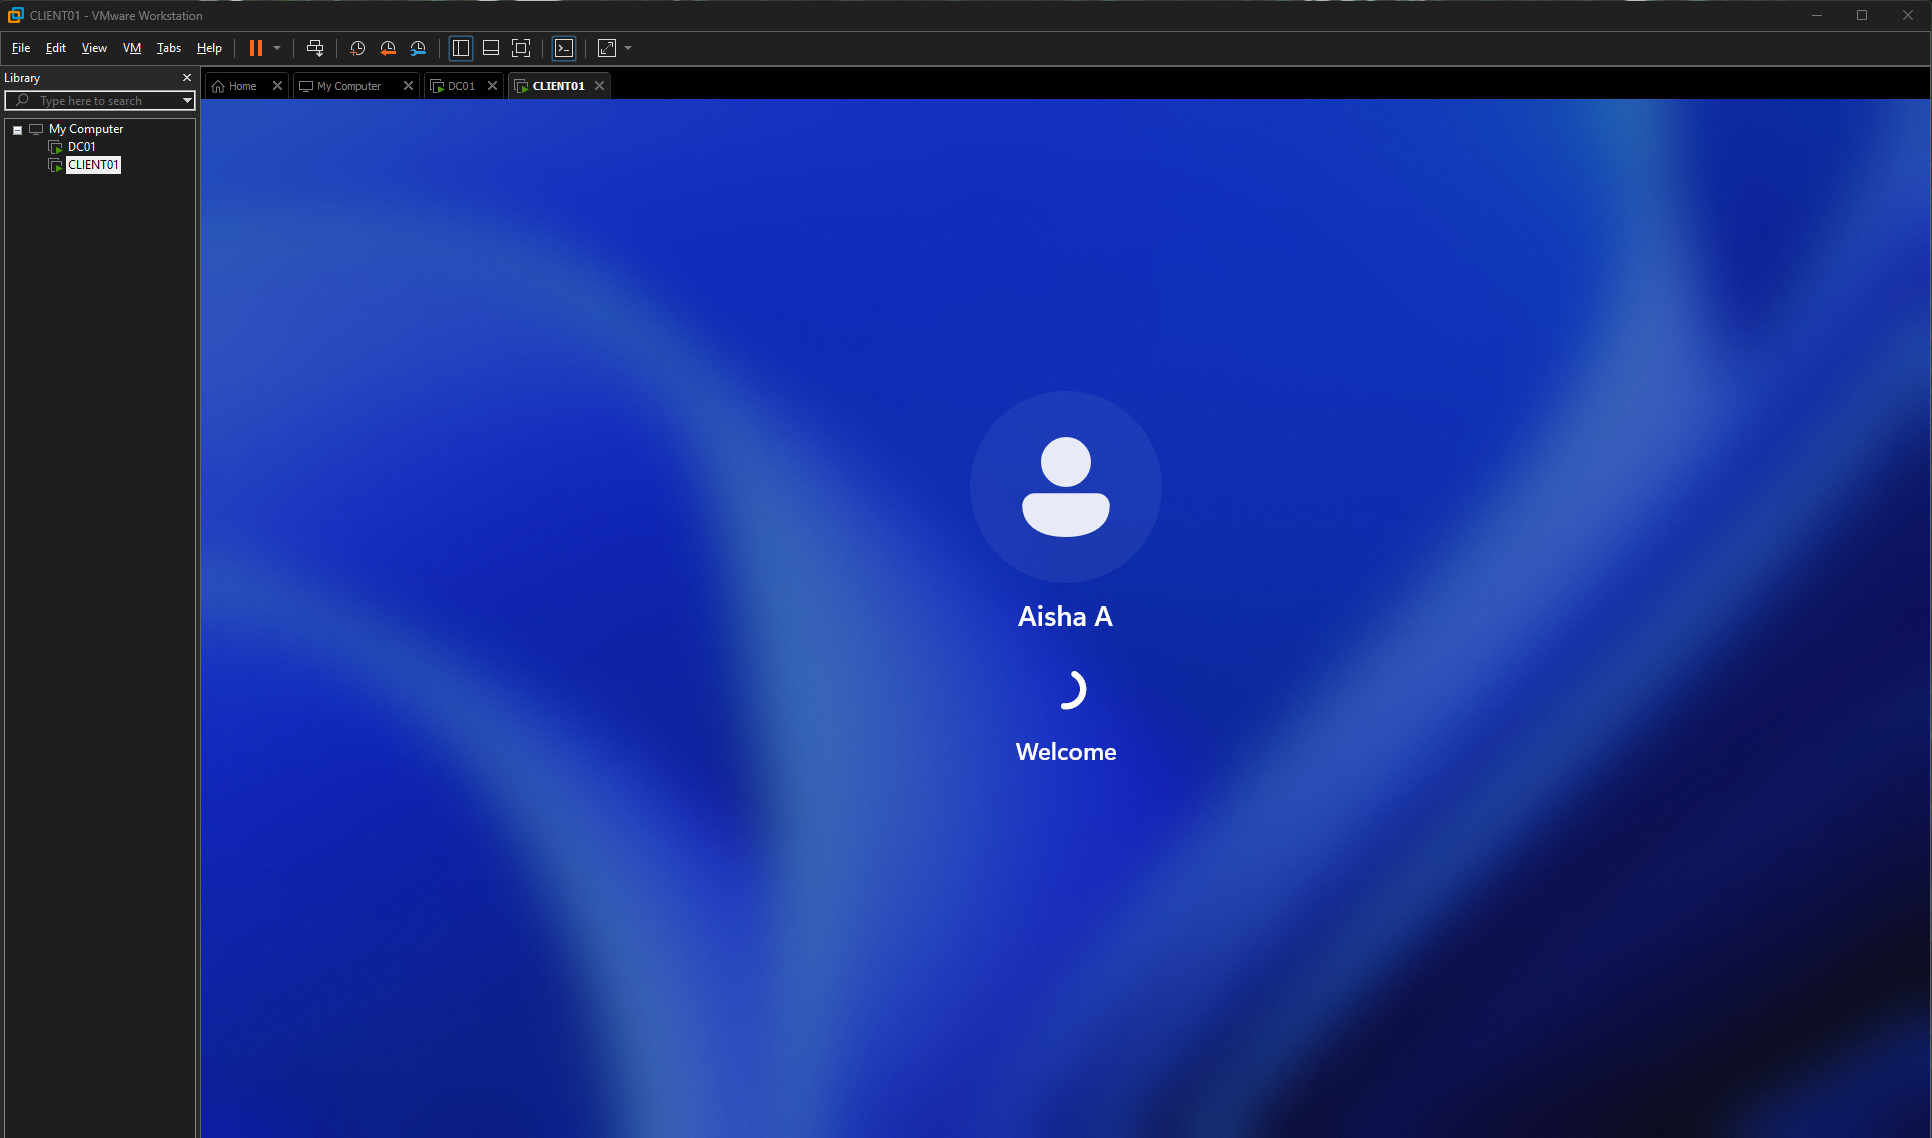 CLIENT01 - VMware Workstation
File Edit View VM Tabs Help
Library
Type here to search
My Computer
DC01
CLIENT01
Home My Computer DC01 CLIENT01
Aisha A
Welcome